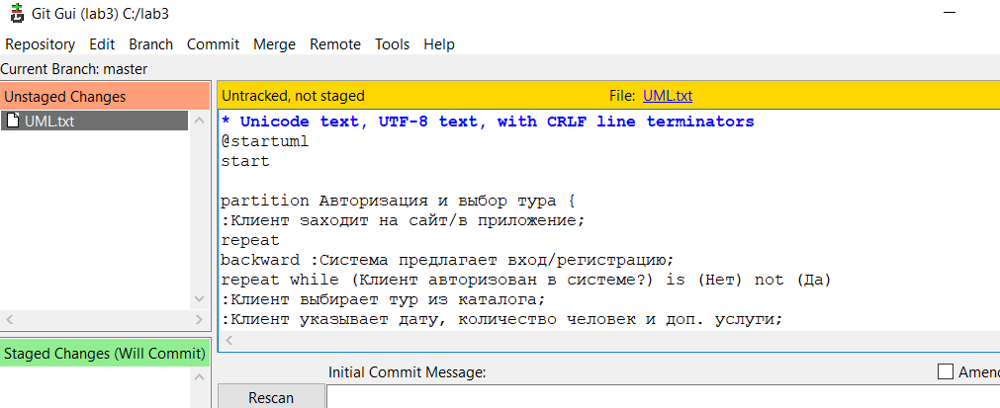 Git Gui (lab3) C:/lab3
Repository Edit Branch Commit Merge Remote Tools Help
Current Branch: master
Unstaged Changes
UML.txt
Untracked, not staged File: UML.txt
* Unicode text, UTF-8 text, with CRLF line terminators
@startuml
start
partition Авторизация и выбор тура {
:Клиент заходит на сайт/в приложение;
repeat
backward :Система предлагает вход/регистрацию;
repeat while (Клиент авторизован в системе?) is (Нет) not (Да)
:Клиент выбирает тур из каталога;
:Клиент указывает дату, количество человек и доп. услуги;
Staged Changes (Will Commit)
Initial Commit Message: Amen
Rescan